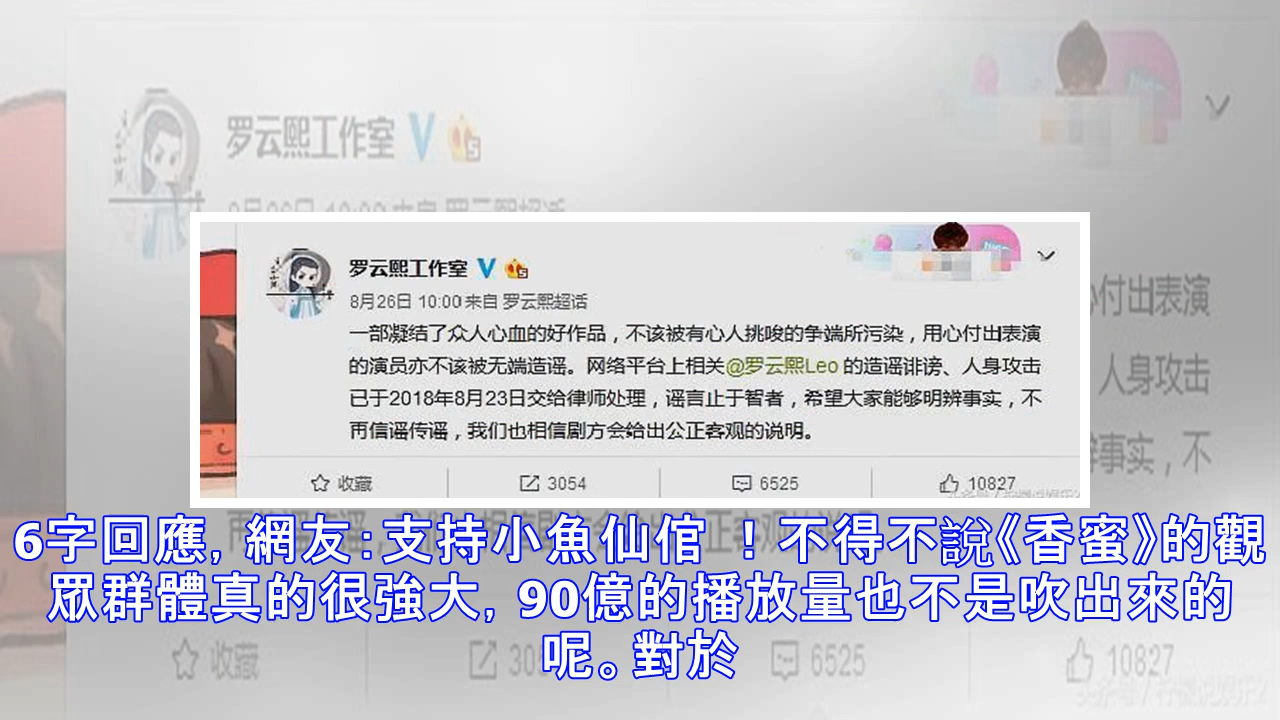 罗云熙工作室
8月26日 10:00 来自 罗云熙超话
一部凝结了众人心血的好作品，不该被有心人挑唆的争端所污染，用心付出表演
的演员亦不该被无端造谣。网络平台上相关@罗云熙Leo 的造谣诽谤、人身攻击
已于2018年8月23日交给律师处理，谣言止于智者，希望大家能够明辨事实，不
再信谣传谣，我们也相信剧方会给出公正客观的说明。
收藏 3054 6525 10827
6字回應, 網友:支持小魚仙倌 ！不得不說《香蜜》的觀
眾群體真的很強大, 90億的播放量也不是吹出來的
呢。對於